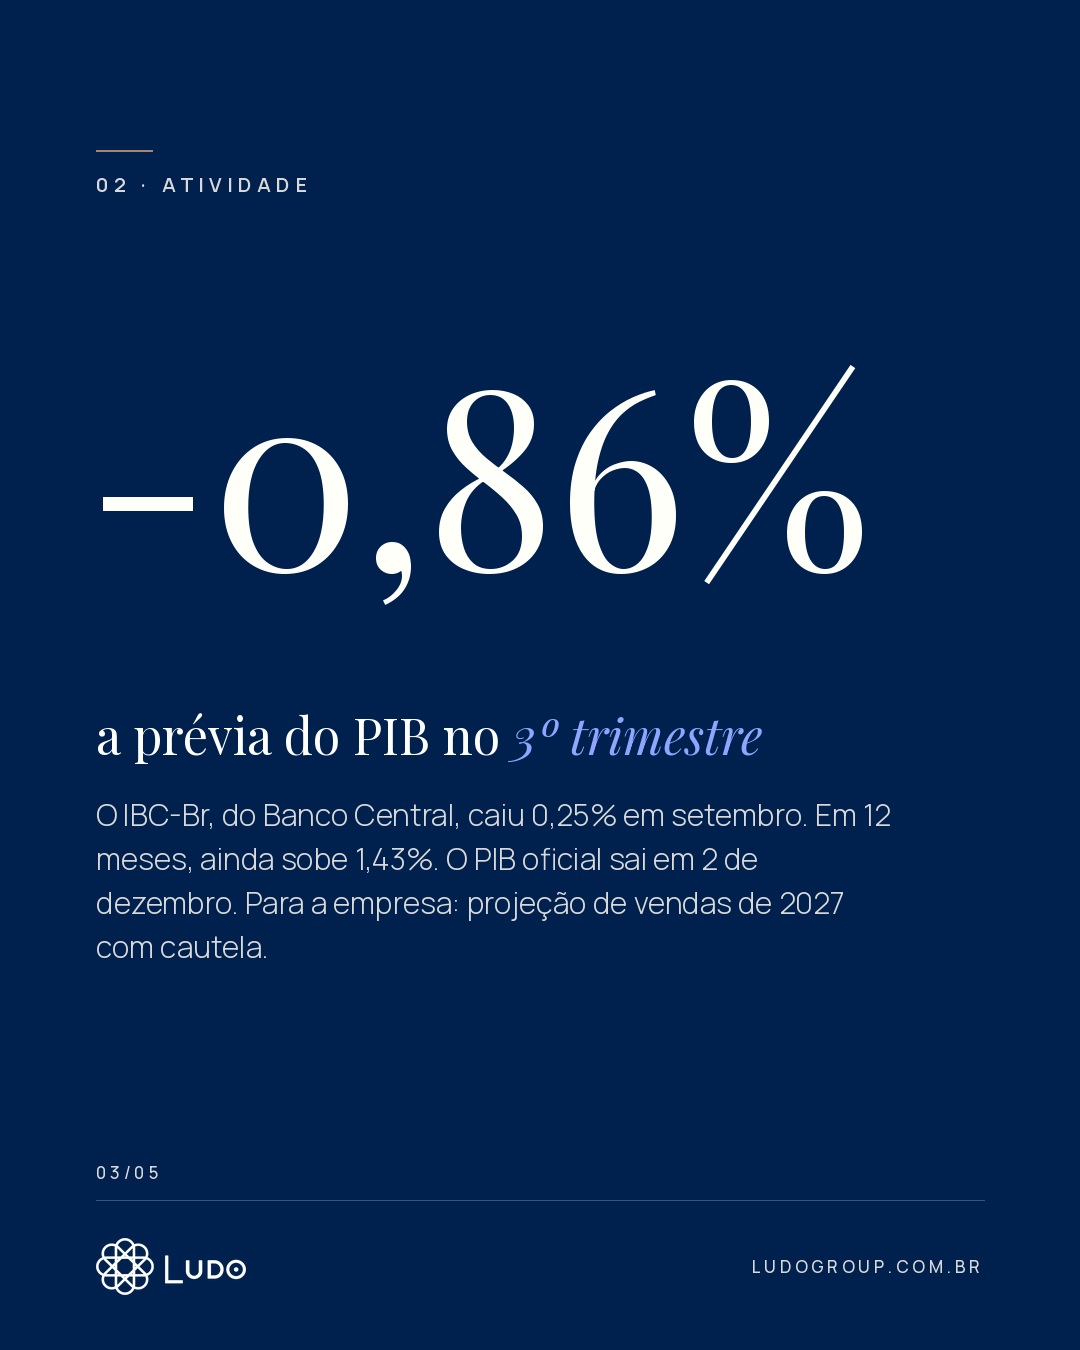 02 · ATIVIDADE
-0,86%
a prévia do PIB no 3º trimestre
O IBC-Br, do Banco Central, caiu 0,25% em setembro. Em 12
meses, ainda sobe 1,43%. O PIB oficial sai em 2 de
dezembro. Para a empresa: projeção de vendas de 2027
com cautela.
03/05
LUDO
LUDOGROUP.COM.BR